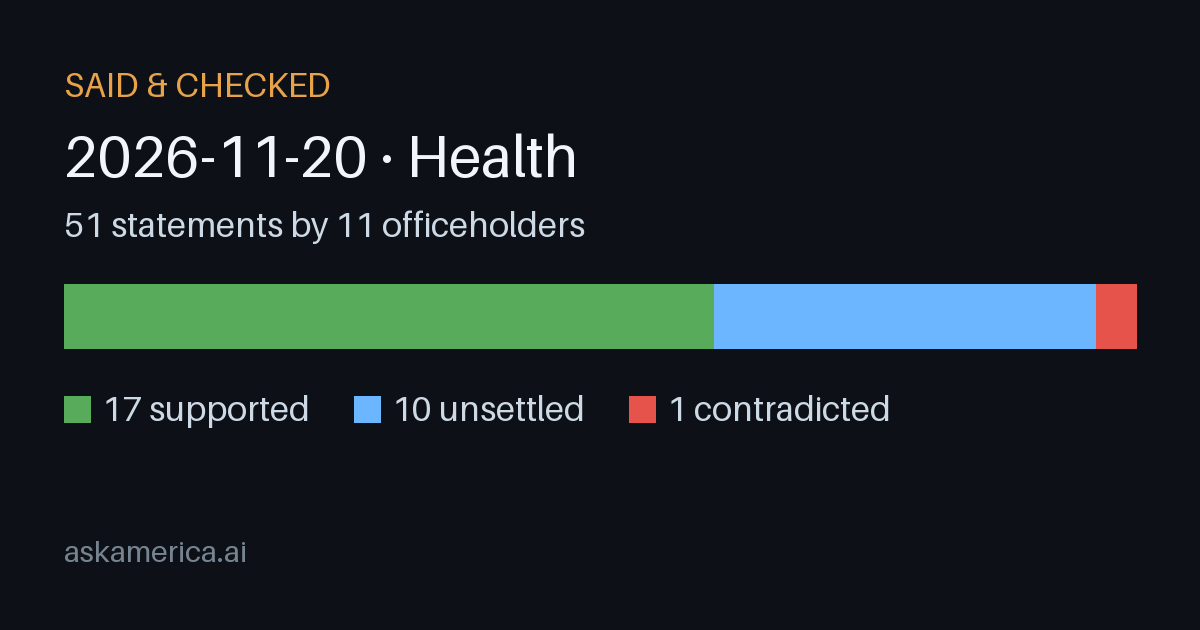 SAID & CHECKED
2026-11-20 · Health
51 statements by 11 officeholders
17 supported 10 unsettled 1 contradicted
askamerica.ai